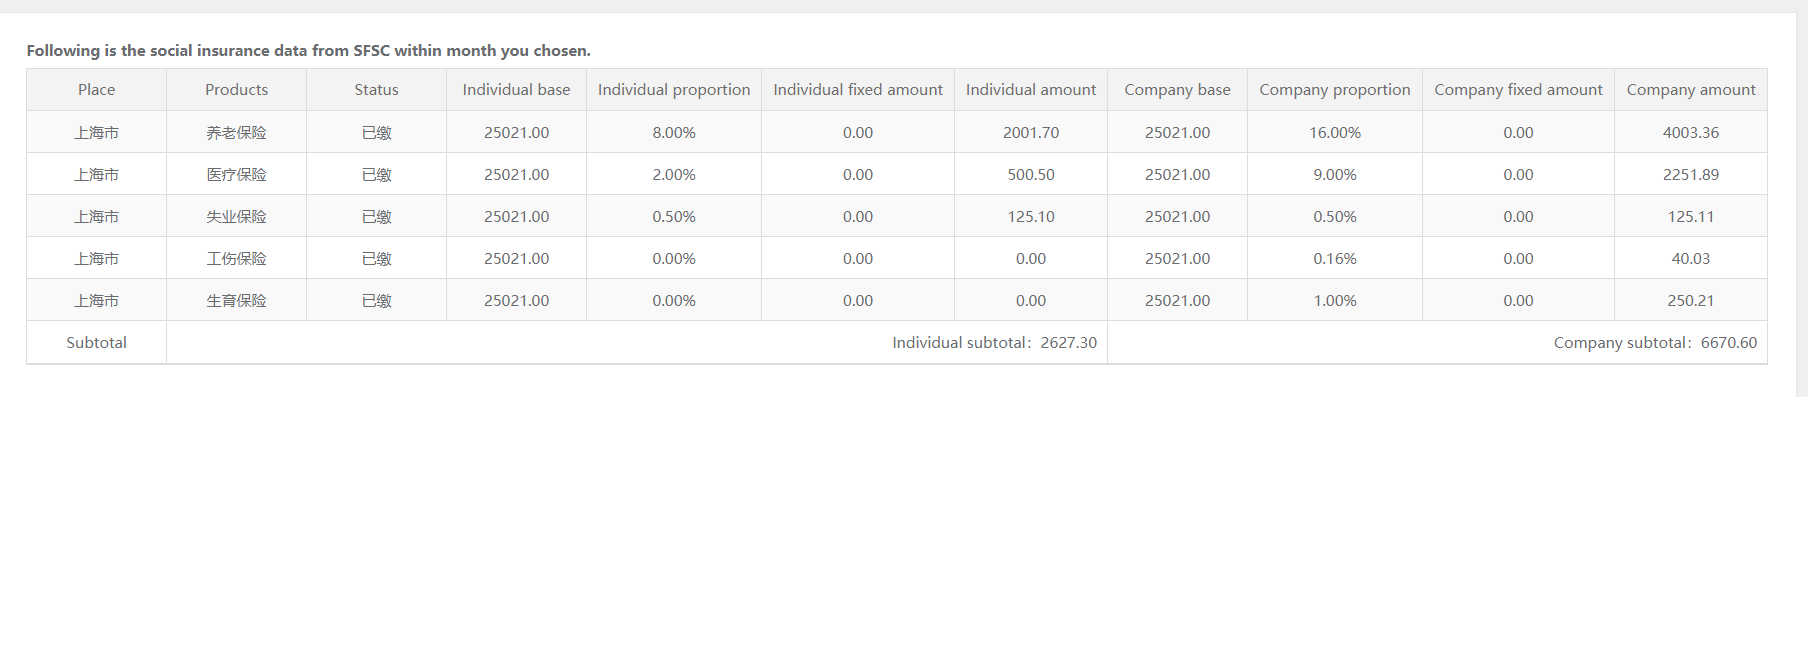 Following is the social insurance data from SFSC within month you chosen.
Place Products Status Individual base Individual proportion Individual fixed amount Individual amount Company base Company proportion Company fixed amount Company amount
上海市 养老保险 已缴 25021.00 8.00% 0.00 2001.70 25021.00 16.00% 0.00 4003.36
上海市 医疗保险 已缴 25021.00 2.00% 0.00 500.50 25021.00 9.00% 0.00 2251.89
上海市 失业保险 已缴 25021.00 0.50% 0.00 125.10 25021.00 0.50% 0.00 125.11
上海市 工伤保险 已缴 25021.00 0.00% 0.00 0.00 25021.00 0.16% 0.00 40.03
上海市 生育保险 已缴 25021.00 0.00% 0.00 0.00 25021.00 1.00% 0.00 250.21
Subtotal Individual subtotal：2627.30 Company subtotal：6670.60